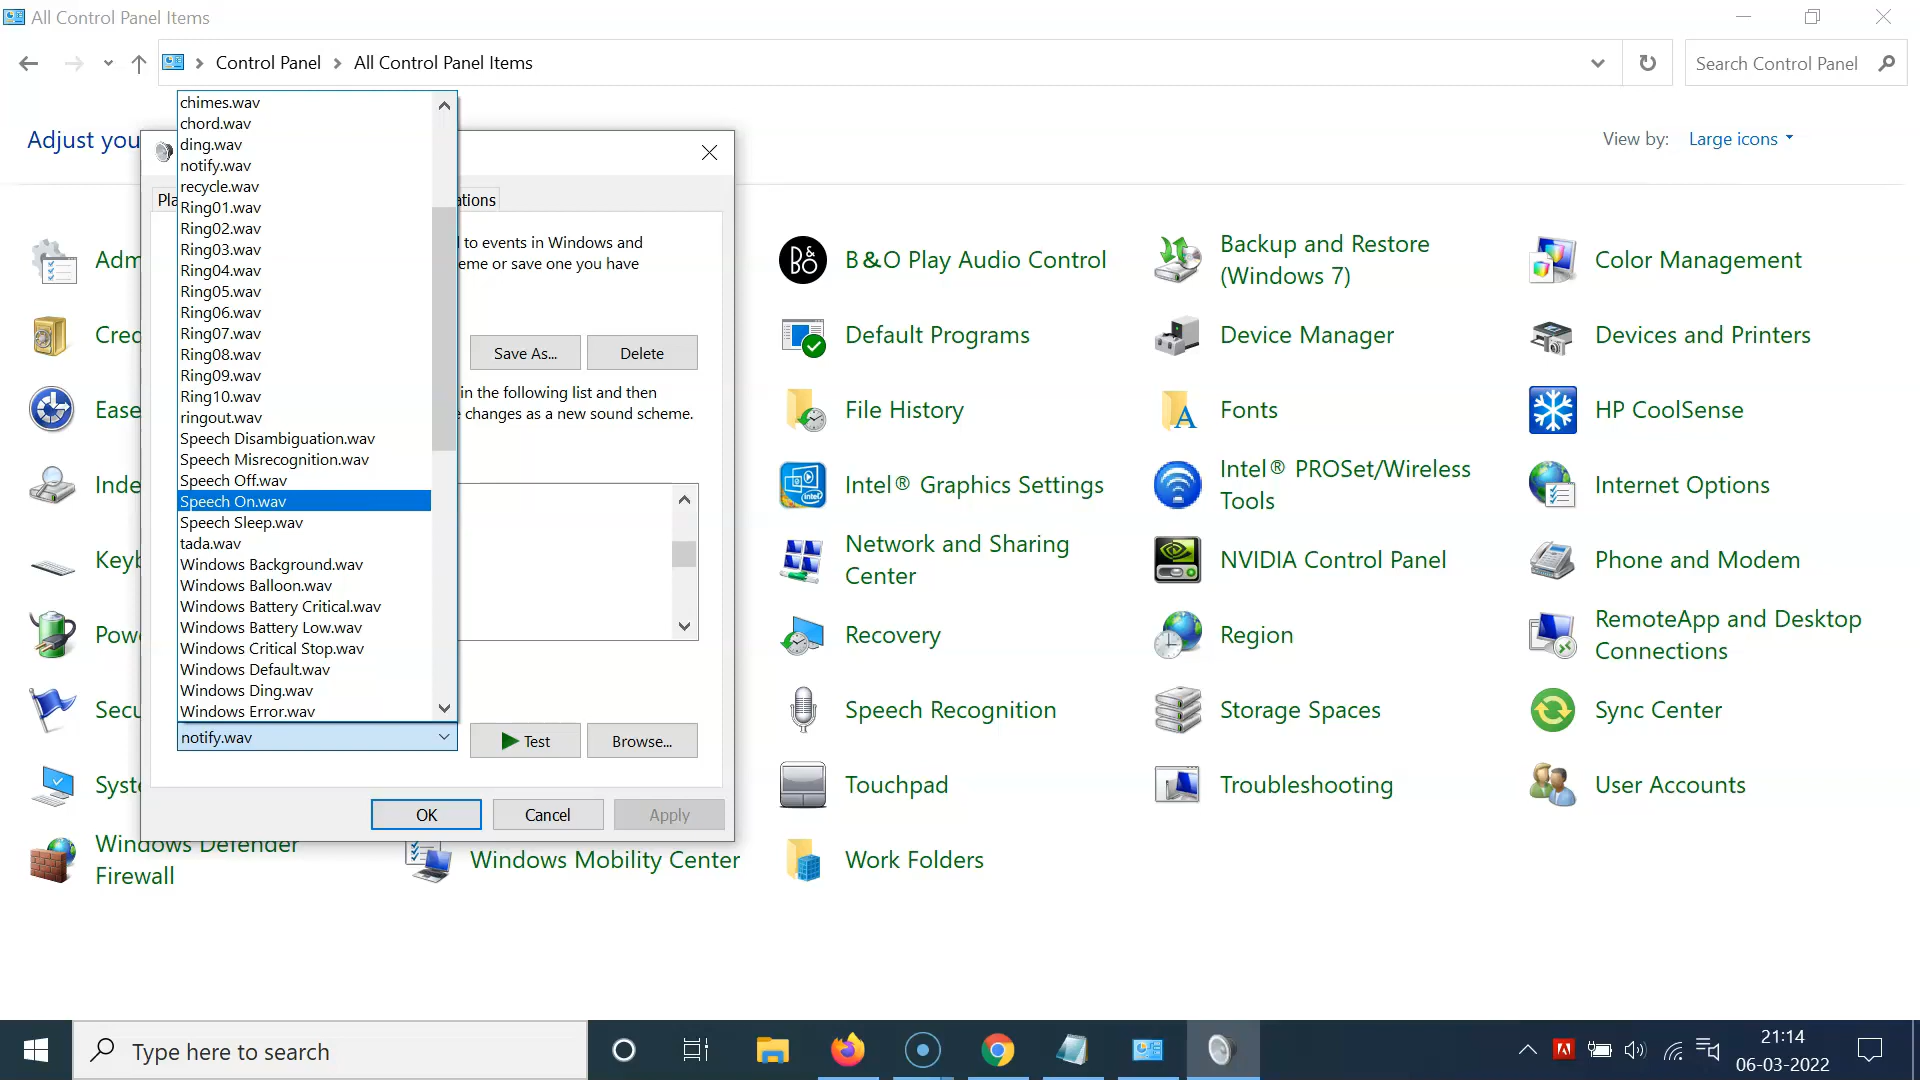 All Control Panel Items
Control Panel
All Control Panel Items
Search Control Panel
Adjust you
View by:
Large icons
chimes.wav
chord.wav
ding.wav
notify.wav
recycle.wav
Ring01.wav
Ring02.wav
Ring03.wav
Ring04.wav
Ring05.wav
Ring06.wav
Ring07.wav
Ring08.wav
Ring09.wav
Ring10.wav
ringout.wav
Speech Disambiguation.wav
Speech Misrecognition.wav
Speech Off.wav
Speech On.wav
Speech Sleep.wav
tada.wav
Windows Background.wav
Windows Balloon.wav
Windows Battery Critical.wav
Windows Battery Low.wav
Windows Critical Stop.wav
Windows Default.wav
Windows Ding.wav
Windows Error.wav
notify.wav
Pla
ations
to events in Windows and
eme or save one you have
Save As...
Delete
in the following list and then
e changes as a new sound scheme.
Test
Browse...
OK
Cancel
Apply
Adm
B&O Play Audio Control
Backup and Restore
(Windows 7)
Color Management
Cred
Default Programs
Device Manager
Devices and Printers
Ease
File History
Fonts
HP CoolSense
Inde
Intel® Graphics Settings
Intel® PROSet/Wireless
Tools
Internet Options
Keyb
Network and Sharing
Center
NVIDIA Control Panel
Phone and Modem
Powe
Recovery
Region
RemoteApp and Desktop
Connections
Secu
Speech Recognition
Storage Spaces
Sync Center
Syste
Touchpad
Troubleshooting
User Accounts
Windows Defender
Firewall
Windows Mobility Center
Work Folders
Type here to search
21:14
06-03-2022